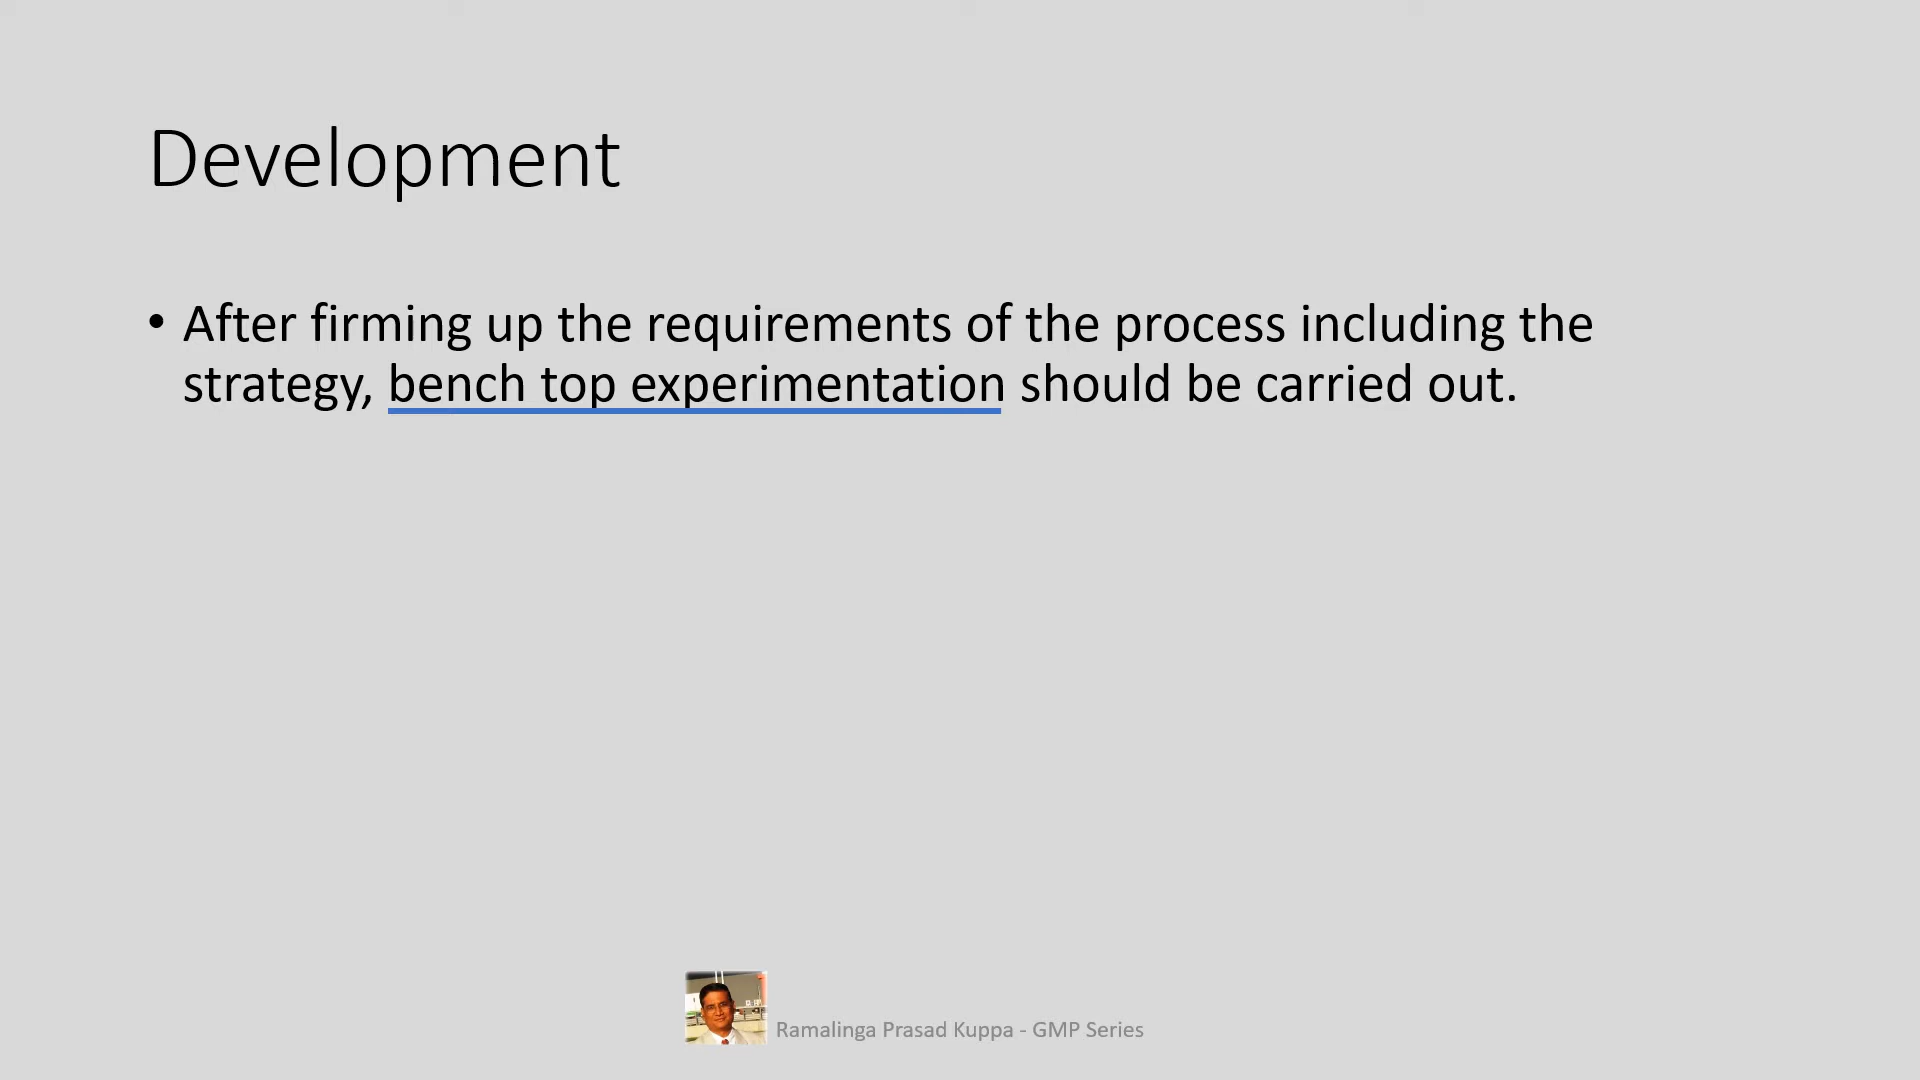 Development
• After firming up the requirements of the process including the
strategy, bench top experimentation should be carried out.
Ramalinga Prasad Kuppa - GMP Series